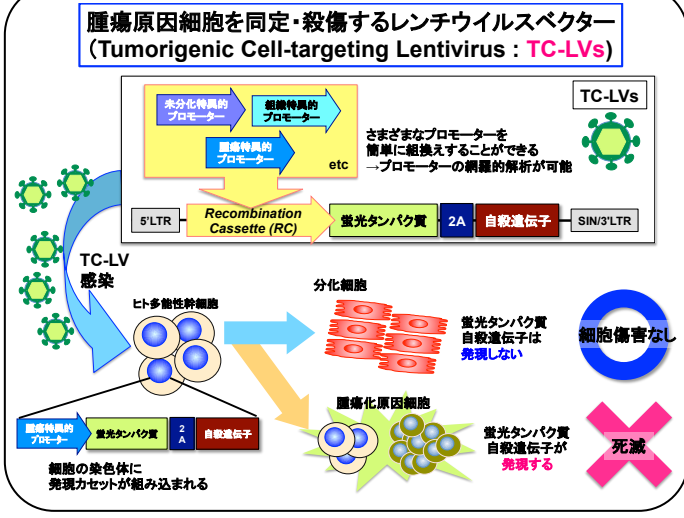 腫瘍原因細胞を同定・殺傷するレンチウイルスベクター
（Tumorigenic Cell-targeting Lentivirus : TC-LVs)
未分化特異的
プロモーター
組織特異的
プロモーター
腫瘍特異的
プロモーター
etc
さまざまなプロモーターを
簡単に組換えすることができる
→プロモーターの網羅的解析が可能
TC-LVs
5'LTR
Recombination
Cassette (RC)
蛍光タンパク質
2A
自殺遺伝子
SIN/3'LTR
TC-LV
感染
ヒト多能性幹細胞
分化細胞
蛍光タンパク質
自殺遺伝子は
発現しない
細胞傷害なし
腫瘍特異的
プロモーター
蛍光タンパク質
2
A
自殺遺伝子
細胞の染色体に
発現カセットが組み込まれる
腫瘍化原因細胞
蛍光タンパク質
自殺遺伝子が
発現する
死滅